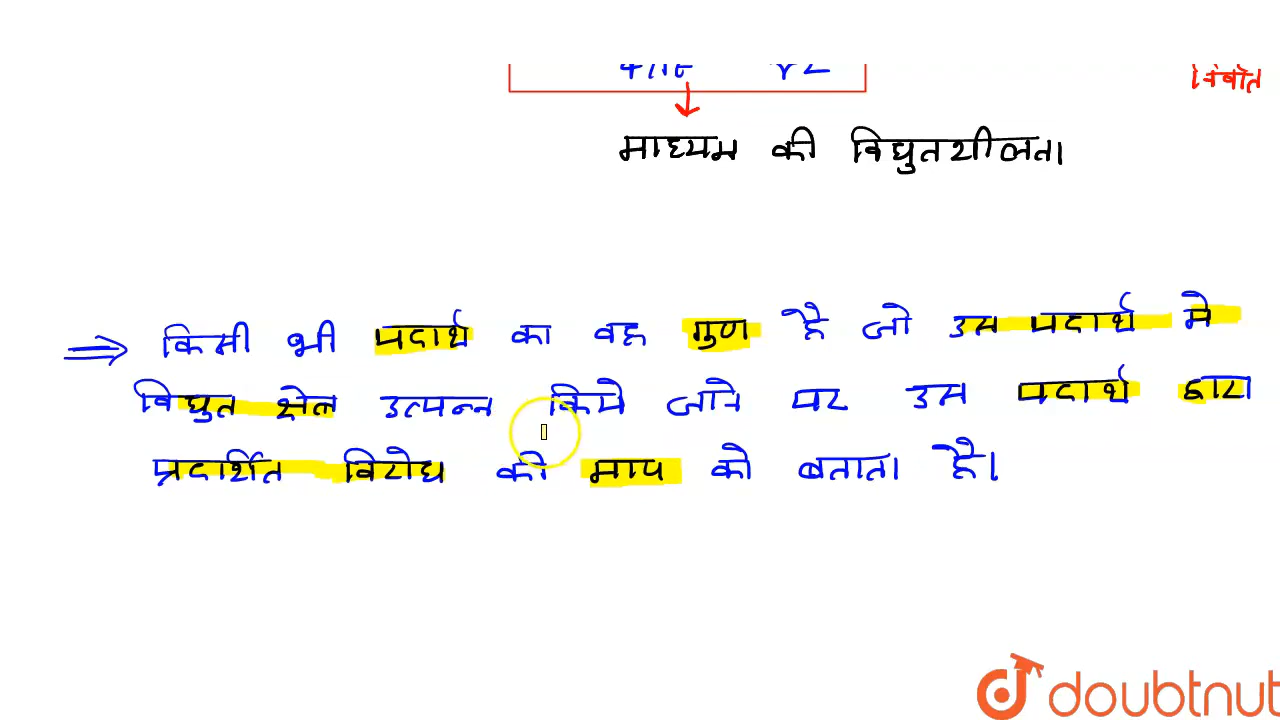 माध्यम की विद्युतशीलता
⇒ किसी भी पदार्थ का वह गुण है जो उस पदार्थ मे
विद्युत क्षेत्र उत्पन्न किये जाने पर उस पदार्थ द्वारा
प्रदर्शित विरोध की माप को बताता है।
doubtnut